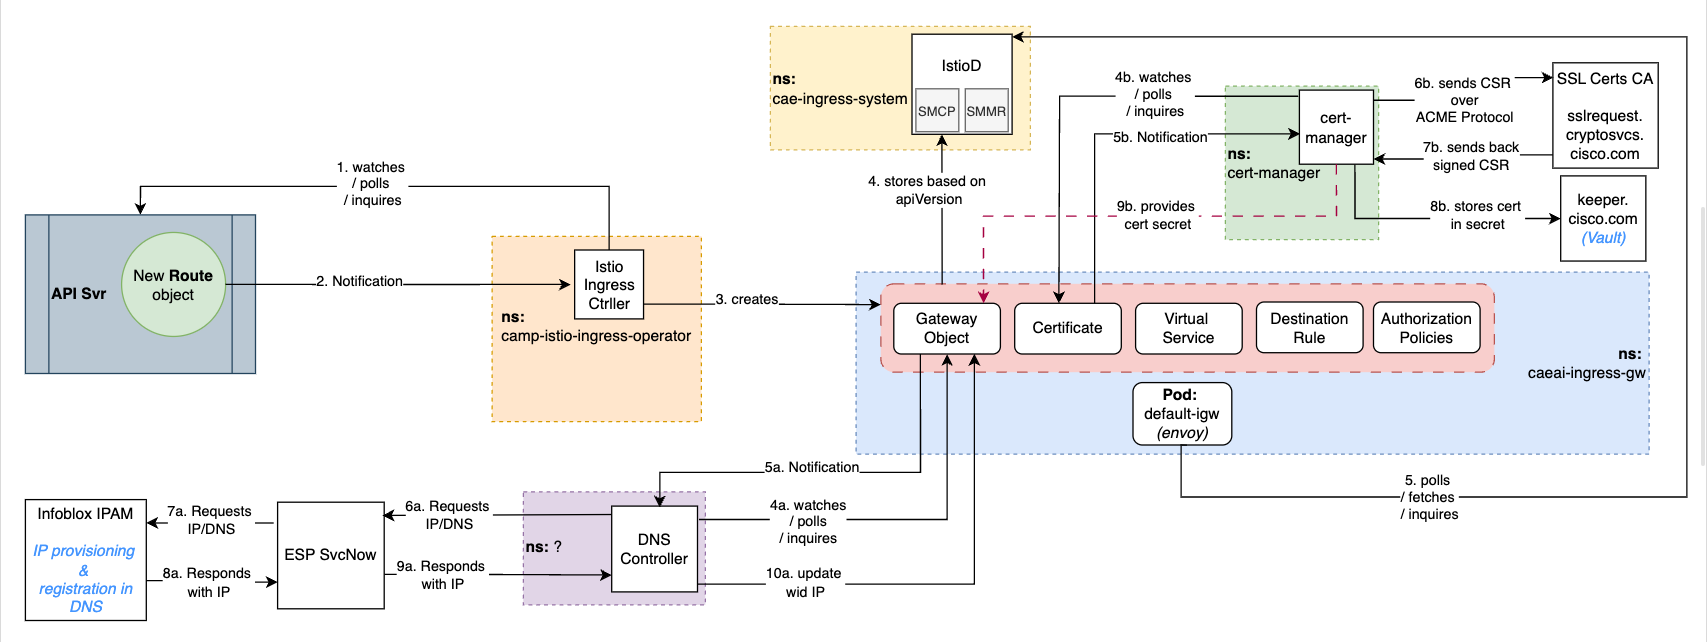 IstioD
SMCP
SMMR
ns:
cae-ingress-system
4b. watches
/ polls
/ inquires
5b. Notification
cert-
manager
ns:
cert-manager
6b. sends CSR
over
ACME Protocol
7b. sends back
signed CSR
SSL Certs CA
sslrequest.
cryptosvcs.
cisco.com
8b. stores cert
in secret
keeper.
cisco.com
(Vault)
9b. provides
cert secret
4. stores based on
apiVersion
1. watches
/ polls
/ inquires
API Svr
New Route
object
2. Notification
Istio
Ingress
Ctrller
ns:
camp-istio-ingress-operator
3. creates
Gateway
Object
Certificate
Virtual
Service
Destination
Rule
Authorization
Policies
ns:
caeai-ingress-gw
Pod:
default-igw
(envoy)
5. polls
/ fetches
/ inquires
5a. Notification
4a. watches
/ polls
/ inquires
10a. update
wid IP
ns: ?
DNS
Controller
6a. Requests
IP/DNS
9a. Responds
with IP
ESP SvcNow
7a. Requests
IP/DNS
8a. Responds
with IP
Infoblox IPAM
IP provisioning
&
registration in
DNS